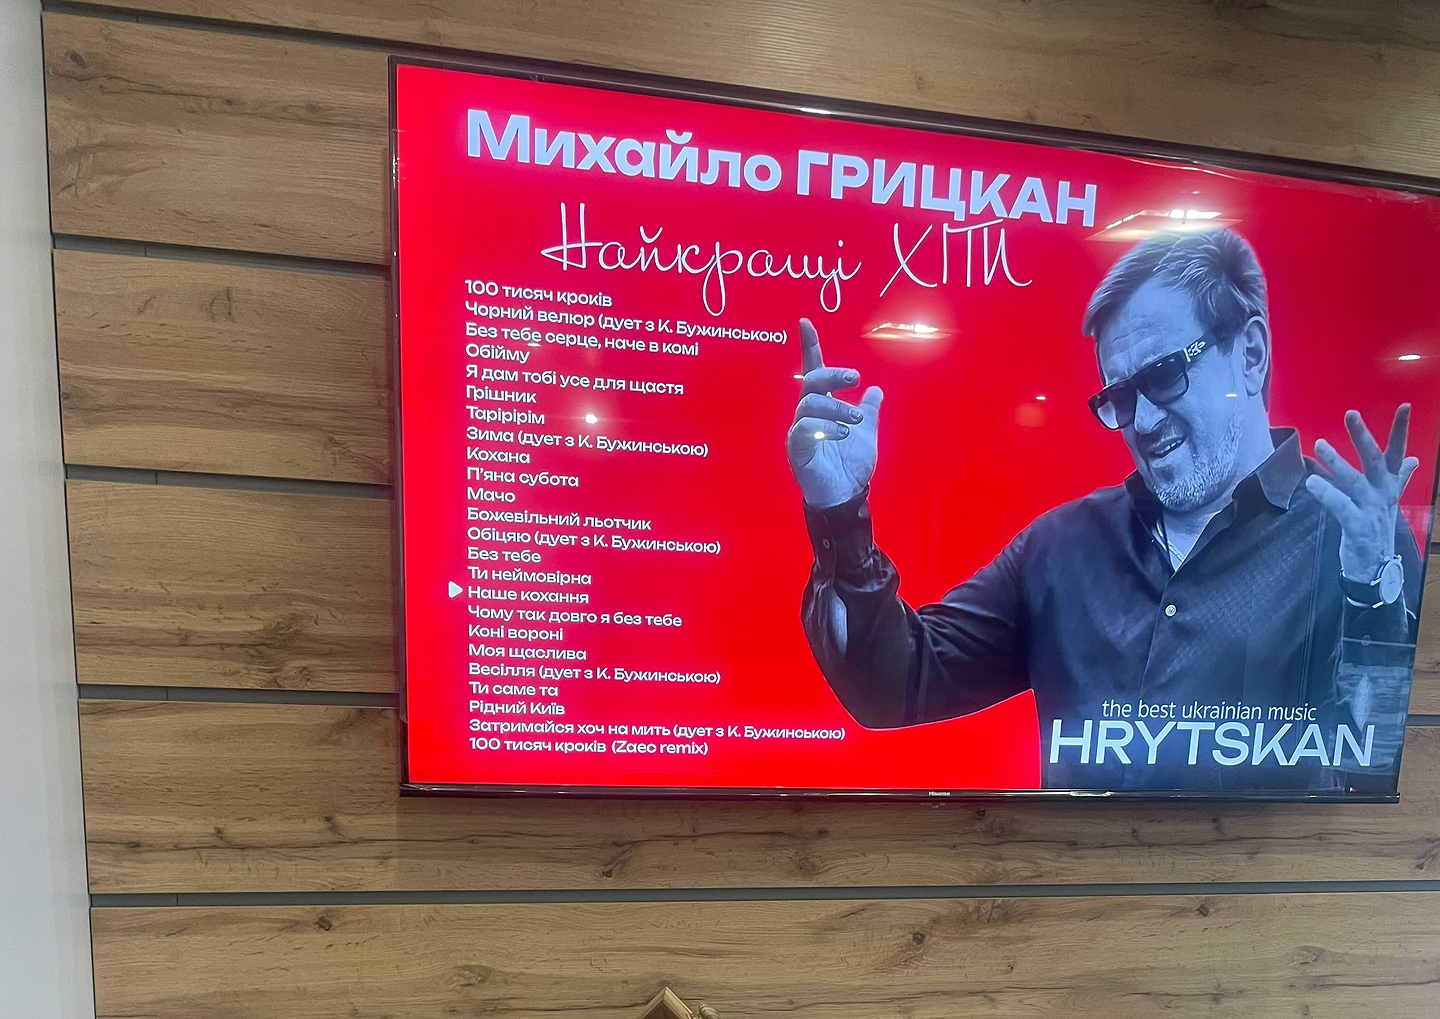 Михайло ГРИЦКАН
Найкращі ХІТИ
100 тисяч кроків
Чорний велюр (дует з К. Бужинською)
Без тебе серце, наче в комі
Обійму
Я дам тобі усе для щастя
Грішник
Тарірірім
Зима (дует з К. Бужинською)
Кохана
П'яна субота
Мачо
Божевільний льотчик
Обіцяю (дует з К. Бужинською)
Без тебе
Ти неймовірна
Наше кохання
Чому так довго я без тебе
Коні вороні
Моя щаслива
Весілля (дует з К. Бужинською)
Ти саме та
Рідний Київ
Затримайся хоч на мить (дует з К. Бужинською)
100 тисяч кроків (Zaec remix)
the best ukrainian music
HRYTSKAN
Hisense